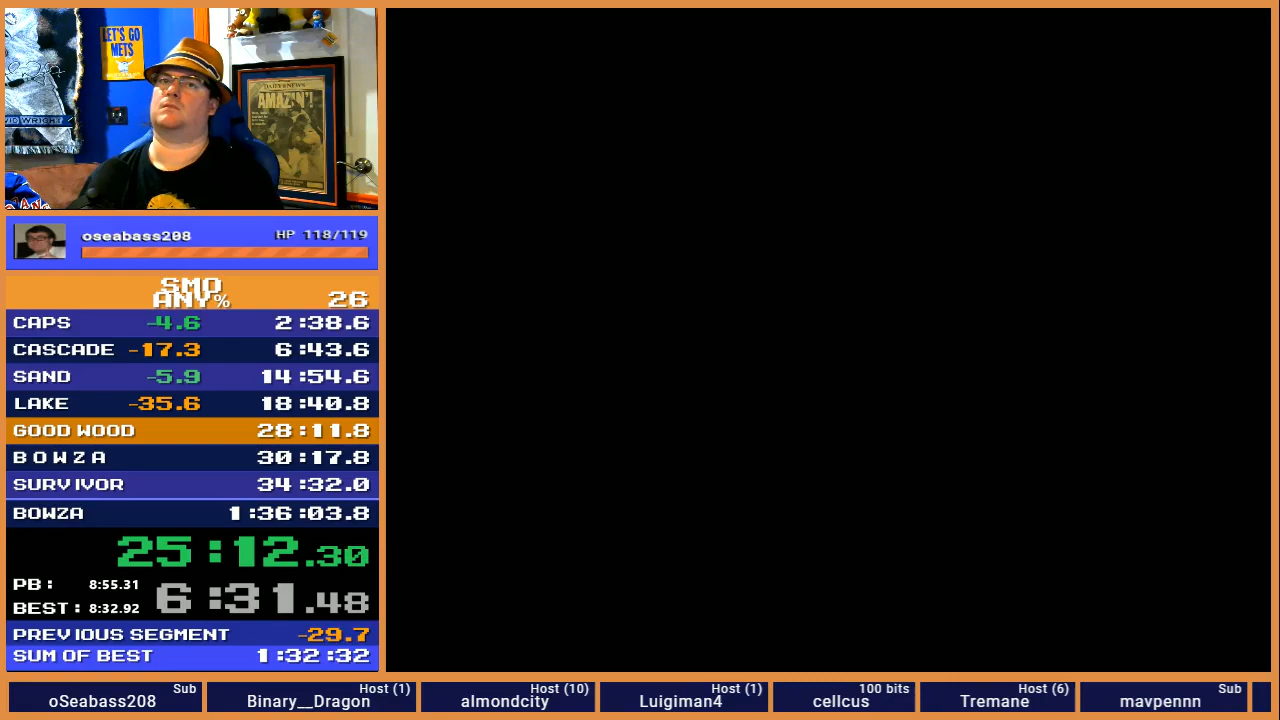 LET'S GO
METS
DAILY NEWS
AMAZIN'!
VID WRIGHT
oseabass208 HP 118/119
SMO
ANY% 26
CAPS -4.6 2:38.6
CASCADE -17.3 6:43.6
SAND -5.9 14:54.6
LAKE -35.6 18:40.8
GOOD WOOD 28:11.8
BOWZA 30:17.8
SURVIVOR 34:32.0
BOWZA 1:36:03.8
25:12.30
PB: 8:55.31
BEST: 8:32.92
6:31.48
PREVIOUS SEGMENT -29.7
SUM OF BEST 1:32:32
Sub
oSeabass208
Host (1)
Binary__Dragon
Host (10)
almondcity
Host (1)
Luigiman4
100 bits
cellcus
Host (6)
Tremane
Sub
mavpennn